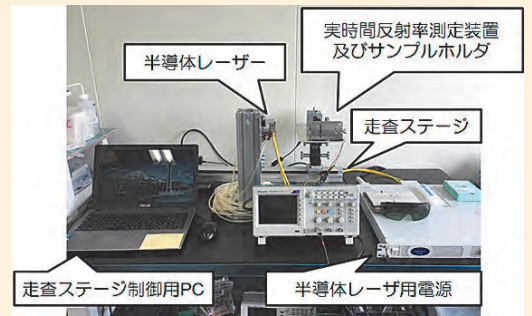 実時間反射率測定装置
及びサンプルホルダ
半導体レーザー
走査ステージ
走査ステージ制御用PC
半導体レーザ用電源